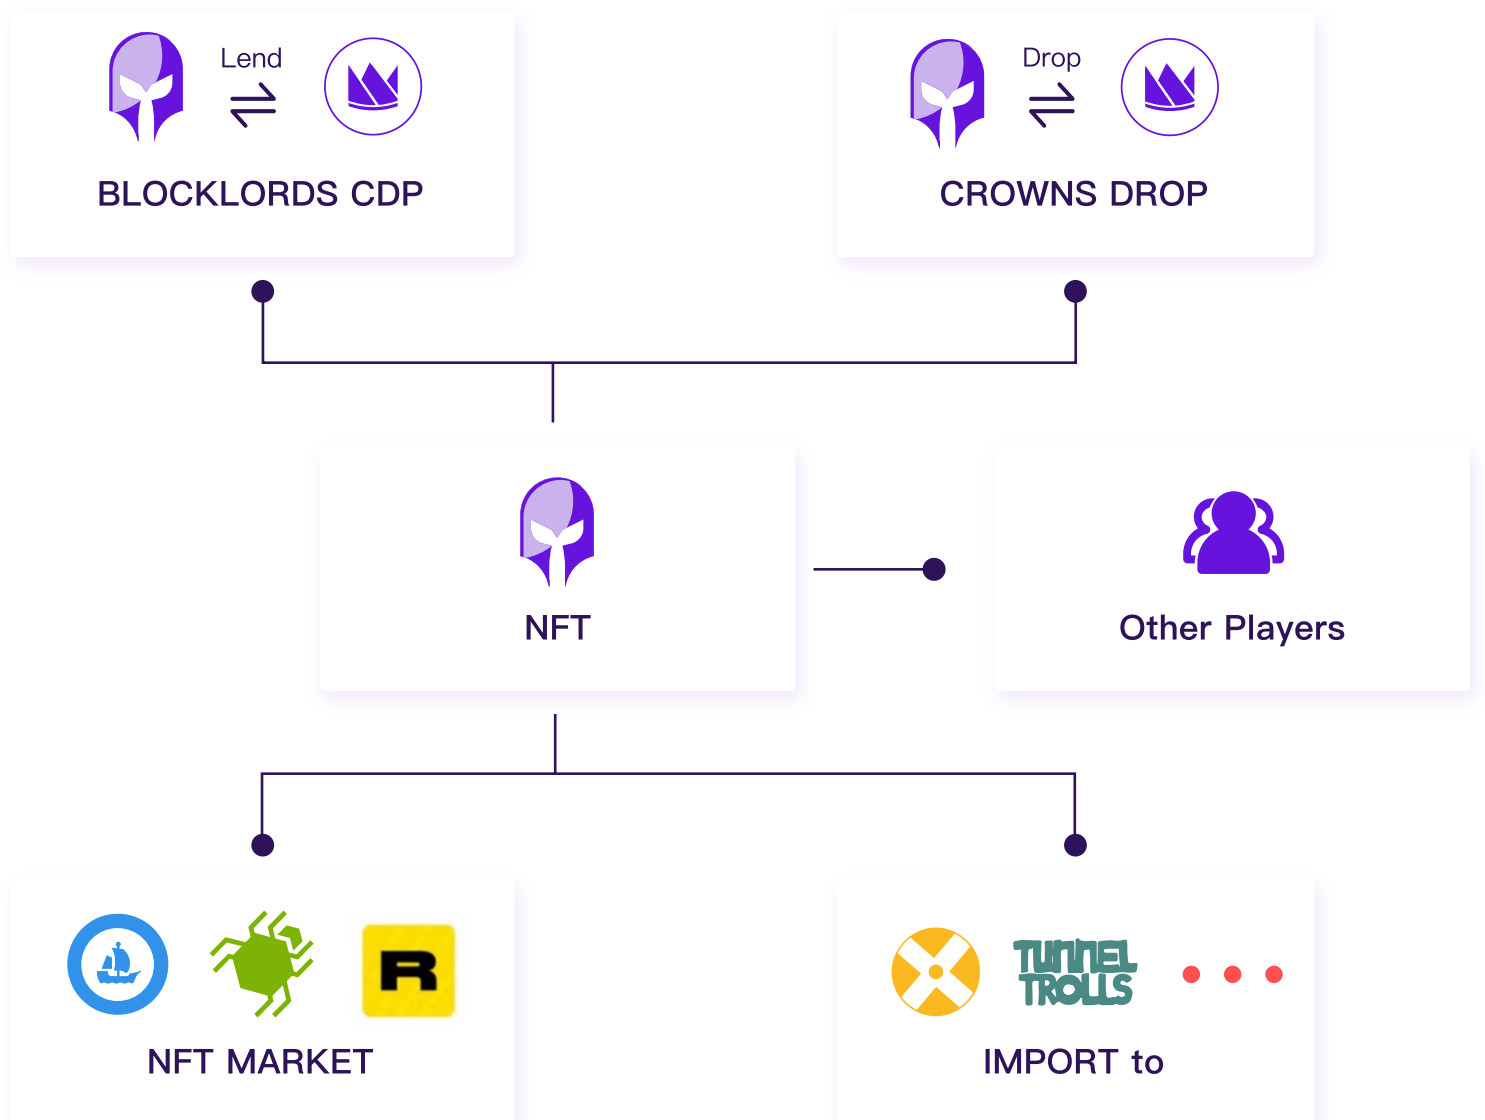 Lend
BLOCKLORDS CDP
Drop
CROWNS DROP
NFT
Other Players
R
NFT MARKET
TUNNEL
TROLLS
IMPORT to